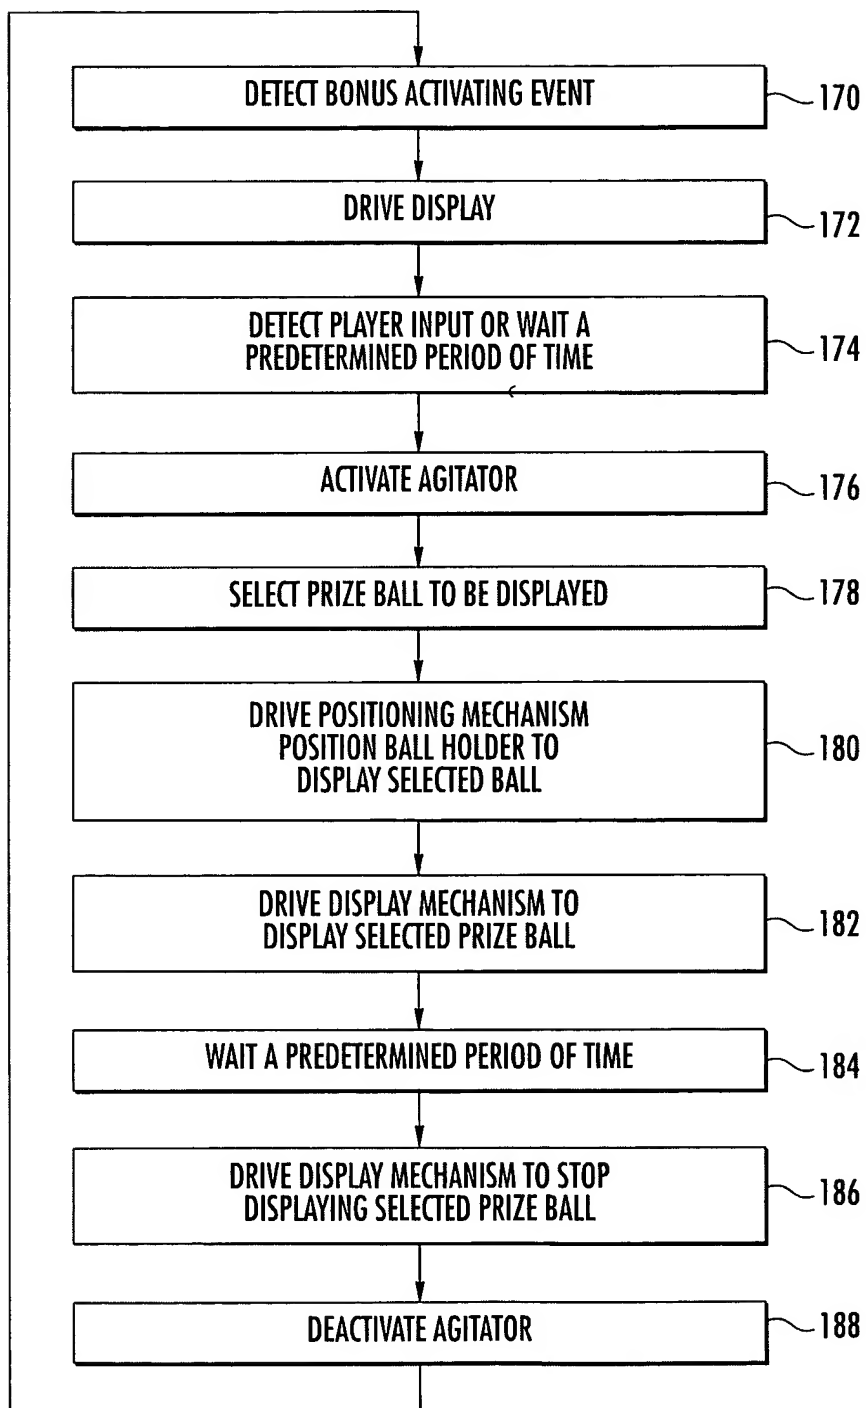 DETECT BONUS ACTIVATING EVENT
170
DRIVE DISPLAY
172
DETECT PLAYER INPUT OR WAIT A
PREDETERMINED PERIOD OF TIME
174
ACTIVATE AGITATOR
176
SELECT PRIZE BALL TO BE DISPLAYED
178
DRIVE POSITIONING MECHANISM
POSITION BALL HOLDER TO
DISPLAY SELECTED BALL
180
DRIVE DISPLAY MECHANISM TO
DISPLAY SELECTED PRIZE BALL
182
WAIT A PREDETERMINED PERIOD OF TIME
184
DRIVE DISPLAY MECHANISM TO STOP
DISPLAYING SELECTED PRIZE BALL
186
DEACTIVATE AGITATOR
188